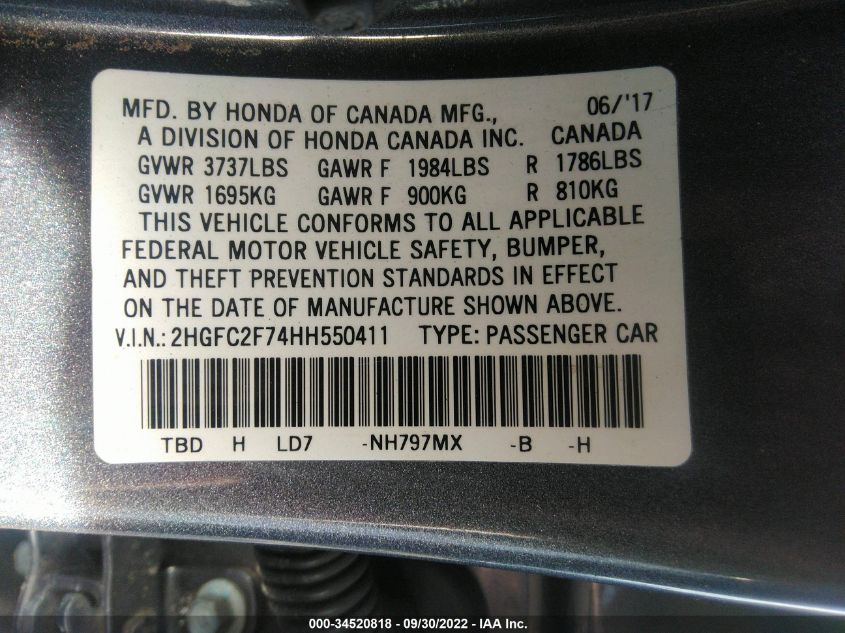 MFD. BY HONDA OF CANADA MFG., 06/'17
A DIVISION OF HONDA CANADA INC. CANADA
GVWR 3737LBS GAWR F 1984LBS R 1786LBS
GVWR 1695KG GAWR F 900KG R 810KG
THIS VEHICLE CONFORMS TO ALL APPLICABLE
FEDERAL MOTOR VEHICLE SAFETY, BUMPER,
AND THEFT PREVENTION STANDARDS IN EFFECT
ON THE DATE OF MANUFACTURE SHOWN ABOVE.
V.I.N.: 2HGFC2F74HH550411 TYPE: PASSENGER CAR
TBD H LD7 -NH797MX -B -H
000-34520818 - 09/30/2022 - IAA Inc.